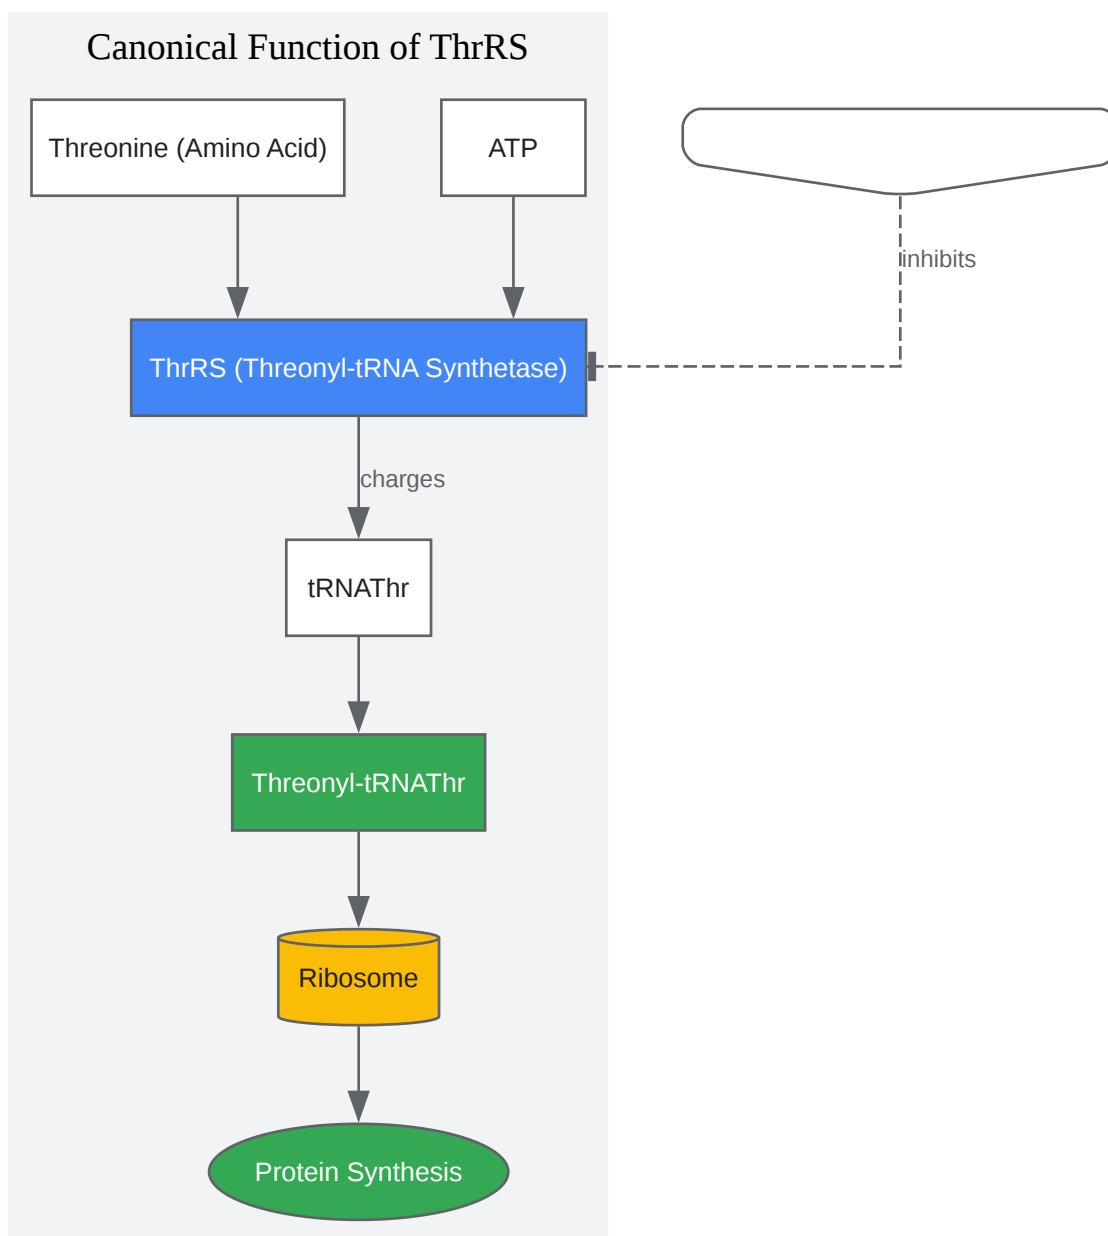 Canonical Function of ThrRS
Threonine (Amino Acid)
ATP
inhibits
ThrRS (Threonyl-tRNA Synthetase)
charges
tRNAThr
Threonyl-tRNAThr
Ribosome
Protein Synthesis